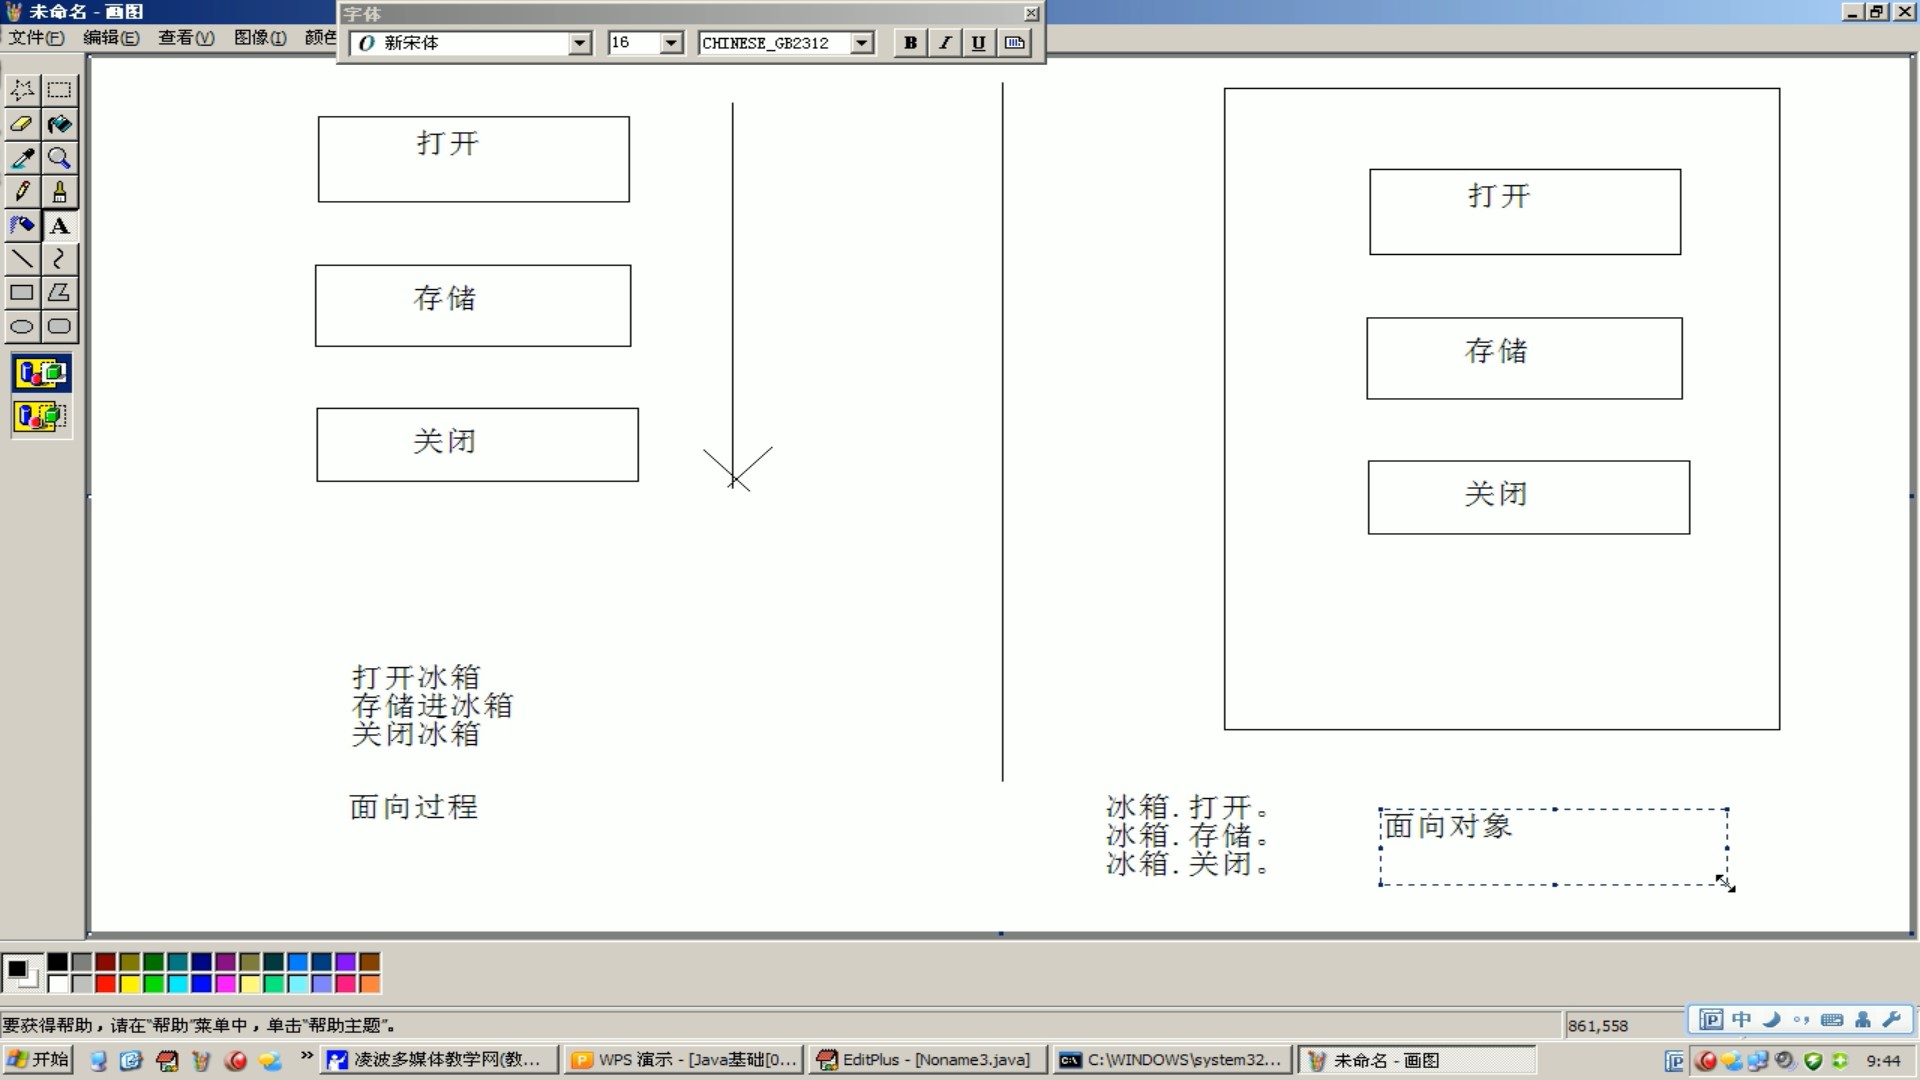 未命名 - 画图
文件(F) 编辑(E) 查看(V) 图像(I) 颜色
字体
新宋体 16 CHINESE_GB2312 B I U
A
打开
存储
关闭
打开冰箱
存储进冰箱
关闭冰箱
面向过程
打开
存储
关闭
冰箱.打开。
冰箱.存储。
冰箱.关闭。
面向对象
要获得帮助，请在"帮助"菜单中，单击"帮助主题"。
861,558
中
开始
凌波多媒体教学网(教...
WPS 演示 - [Java基础[0...
EditPlus - [Noname3.java]
C:\WINDOWS\system32...
未命名 - 画图
9:44